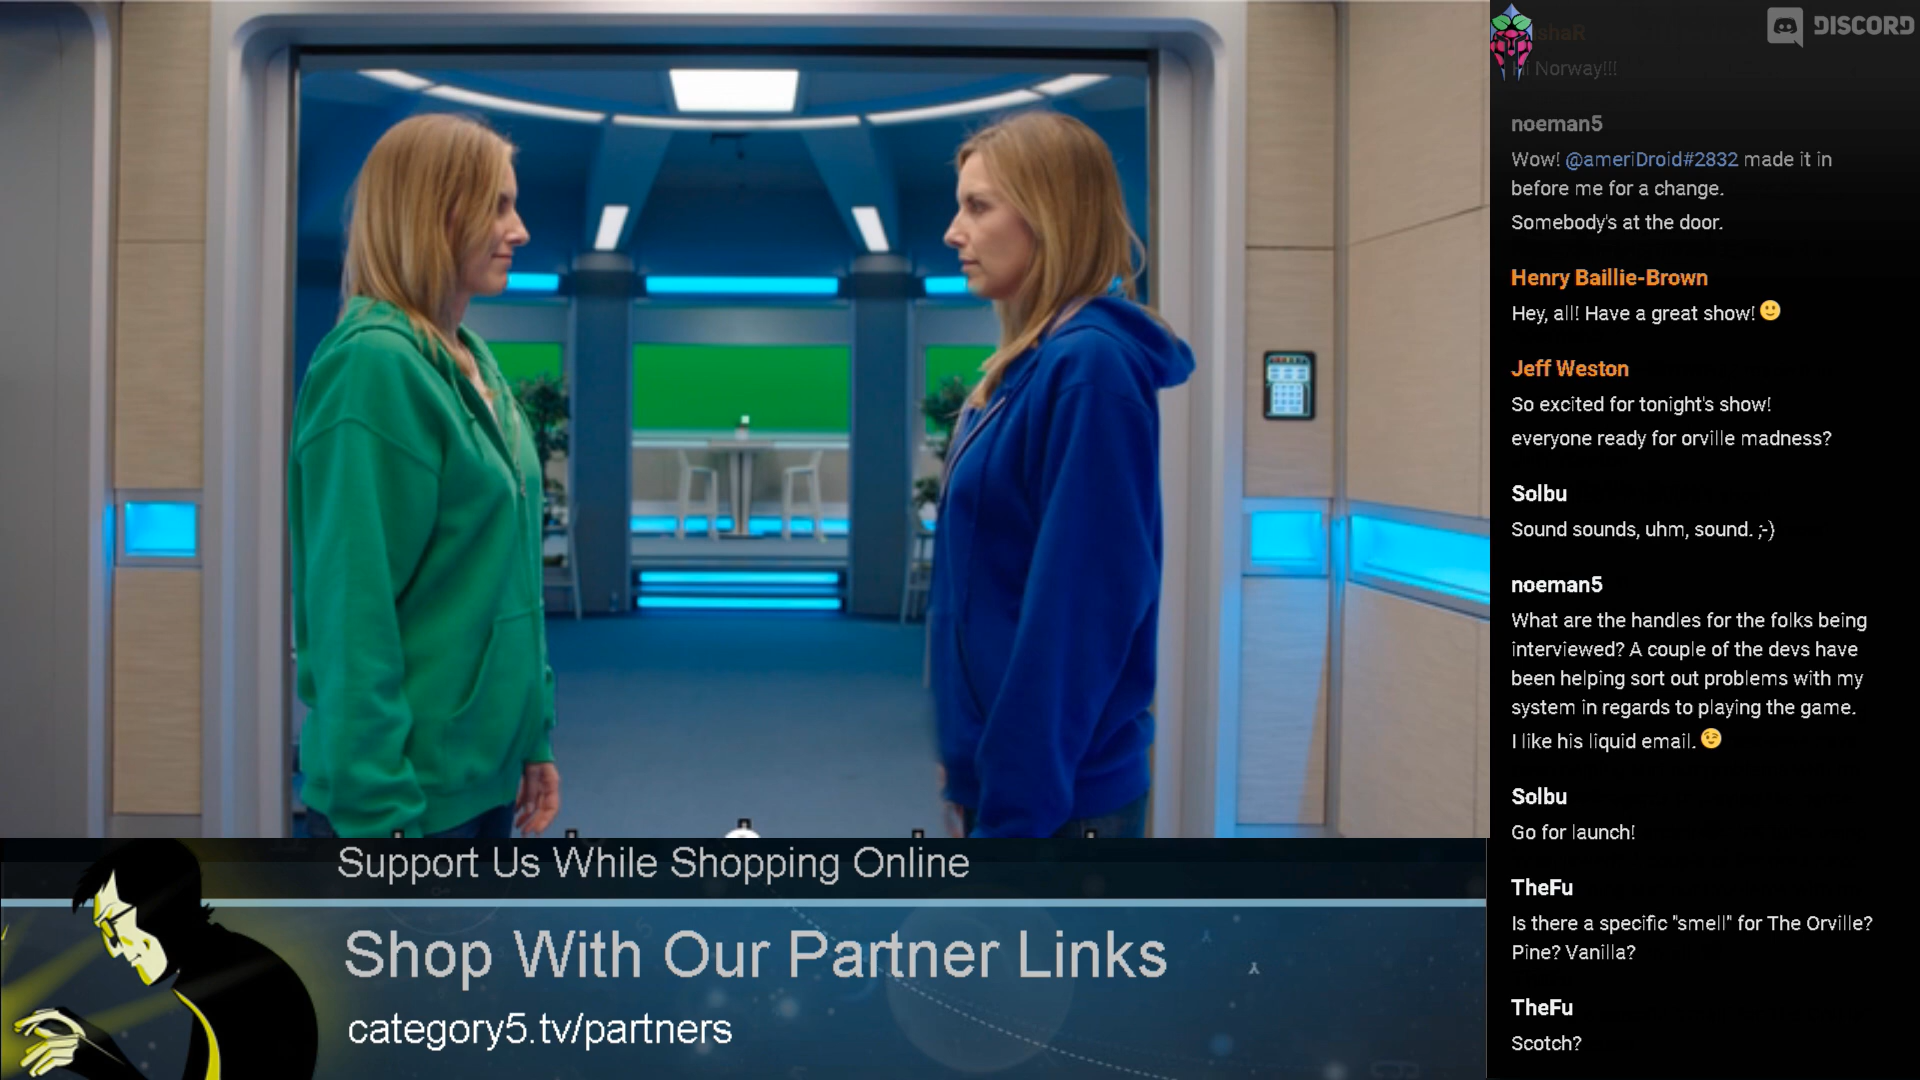 DISCORD
shaR
Hi Norway!!!
noeman5
Wow! @ameriDroid#2832 made it in
before me for a change.
Somebody's at the door.
Henry Baillie-Brown
Hey, all! Have a great show! 🙂
Jeff Weston
So excited for tonight's show!
everyone ready for orville madness?
Solbu
Sound sounds, uhm, sound. ;-)
noeman5
What are the handles for the folks being
interviewed? A couple of the devs have
been helping sort out problems with my
system in regards to playing the game.
I like his liquid email. 😉
Solbu
Go for launch!
TheFu
Is there a specific "smell" for The Orville?
Pine? Vanilla?
TheFu
Scotch?
Support Us While Shopping Online
Shop With Our Partner Links
category5.tv/partners